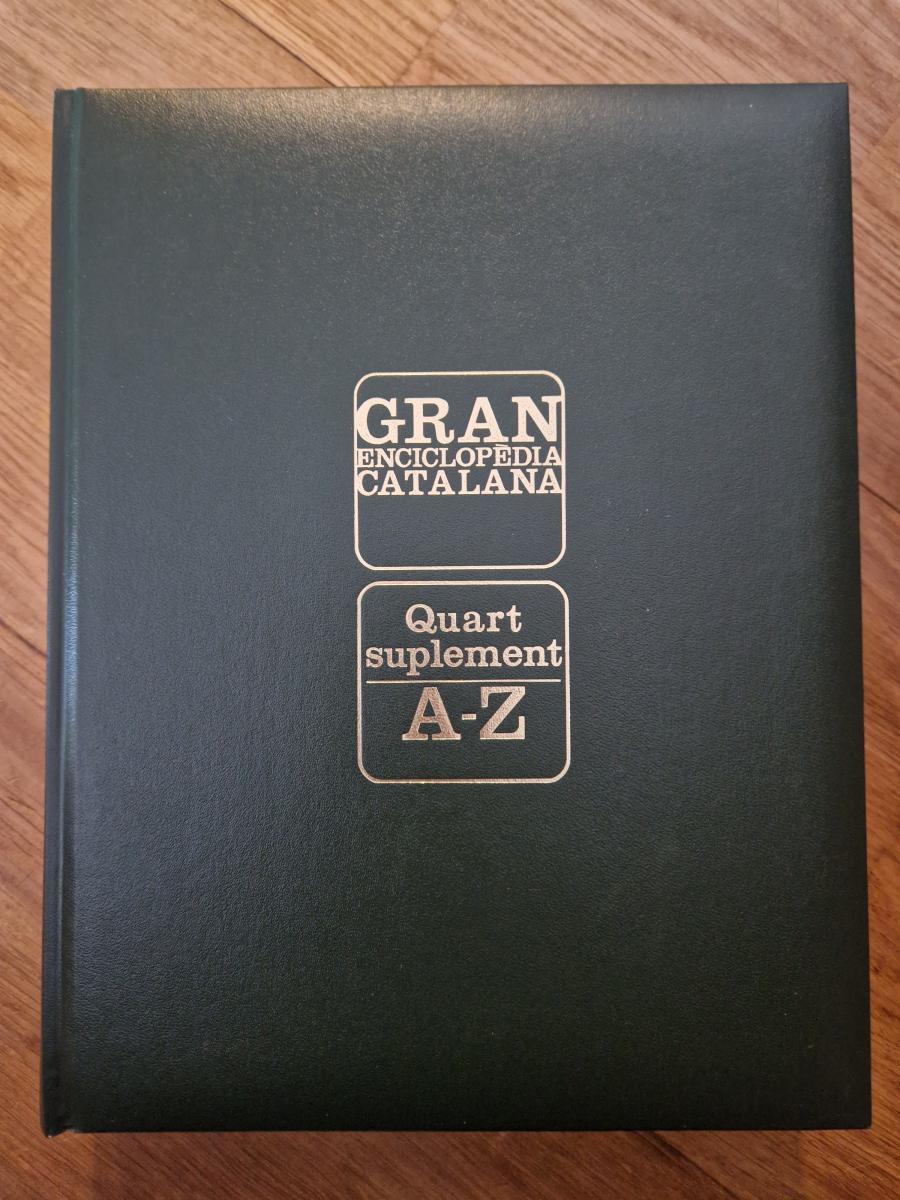 GRAN
ENCICLOPÈDIA
CATALANA
Quart
suplement
A-Z